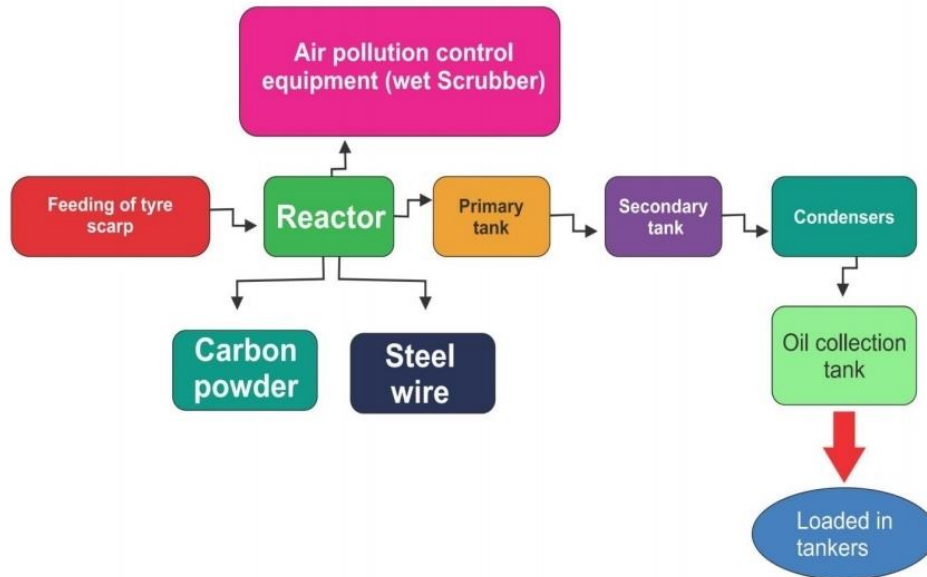 Air pollution control
equipment (wet Scrubber)
Feeding of tyre
scarp
Reactor
Primary
tank
Secondary
tank
Condensers
Carbon
powder
Steel
wire
Oil collection
tank
Loaded in
tankers